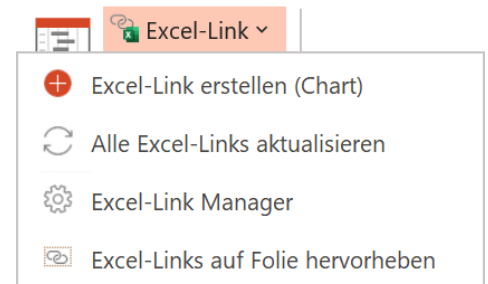 Excel-Link
Excel-Link erstellen (Chart)
Alle Excel-Links aktualisieren
Excel-Link Manager
Excel-Links auf Folie hervorheben